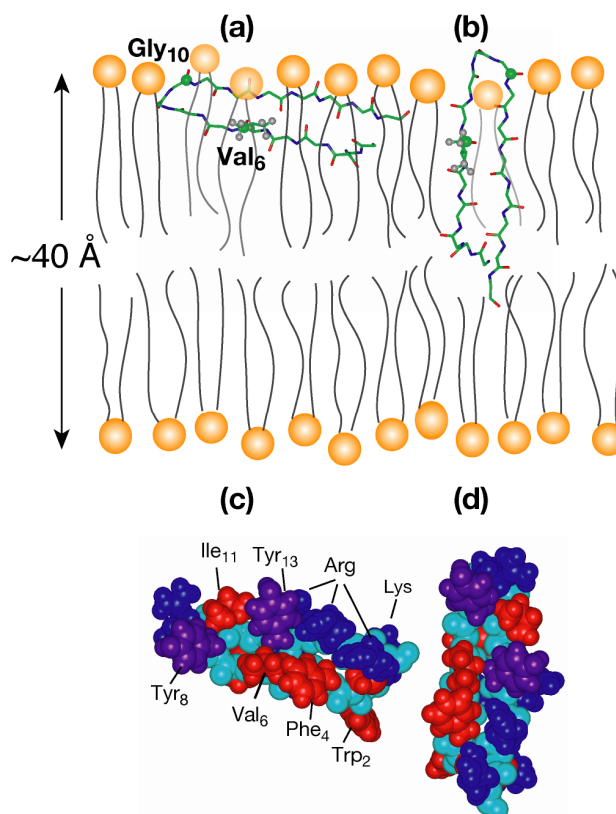 (a)
(b)
Gly10
Val6
~40 Å
(c)
(d)
Ile11
Tyr13
Arg
Lys
Tyr8
Val6
Phe4
Trp2